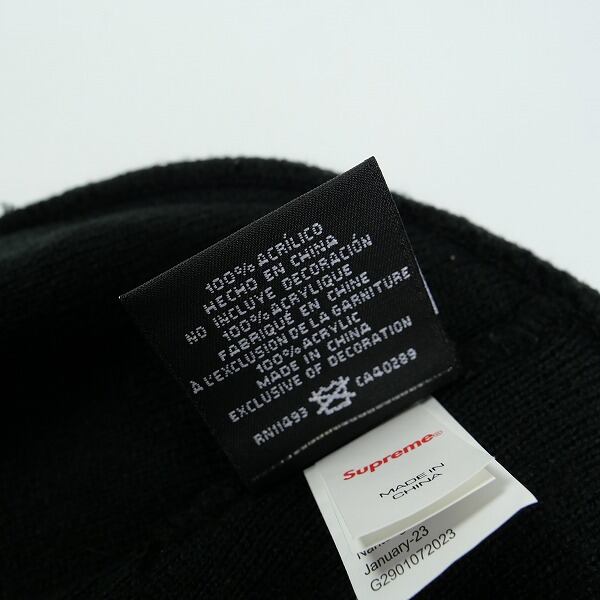 100% ACRÍLICO
HECHO EN CHINA
NO INCLUYE DECORACIÓN
100% ACRYLIQUE
FABRIQUÉ EN CHINE
À L'EXCLUSION DE LA GARNITURE
100% ACRYLIC
MADE IN CHINA
EXCLUSIVE OF DECORATION
RN11493 CA40289
Supreme®
MADE IN
CHINA
January-23
G2901072023